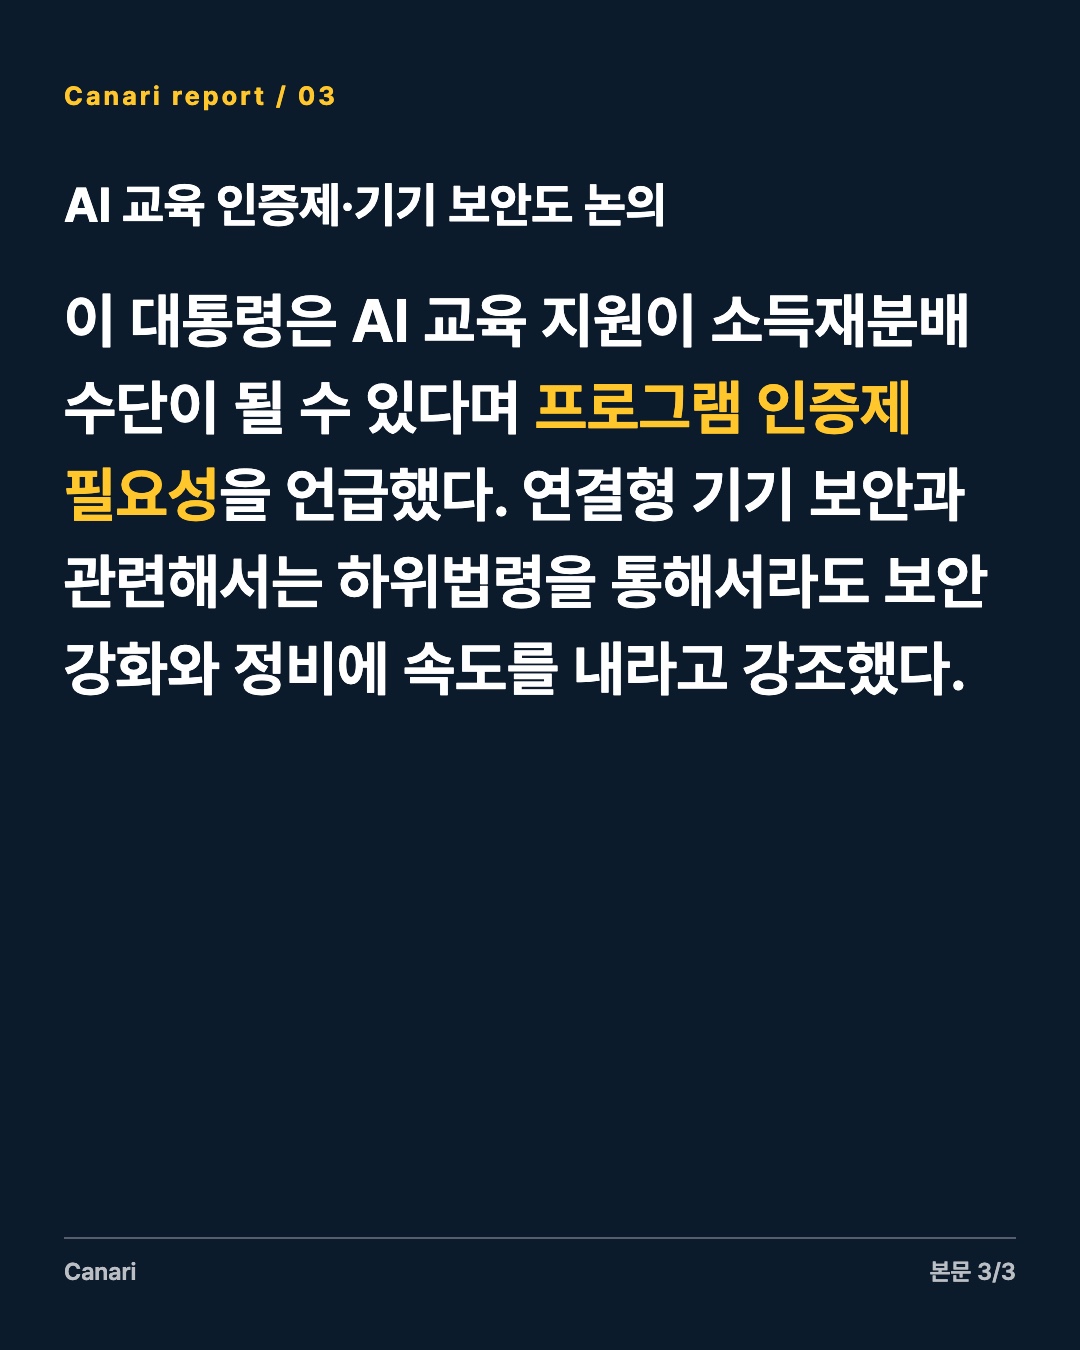 Canari report / 03
AI 교육 인증제·기기 보안도 논의
이 대통령은 AI 교육 지원이 소득재분배
수단이 될 수 있다며 프로그램 인증제
필요성을 언급했다. 연결형 기기 보안과
관련해서는 하위법령을 통해서라도 보안
강화와 정비에 속도를 내라고 강조했다.
Canari
본문 3/3